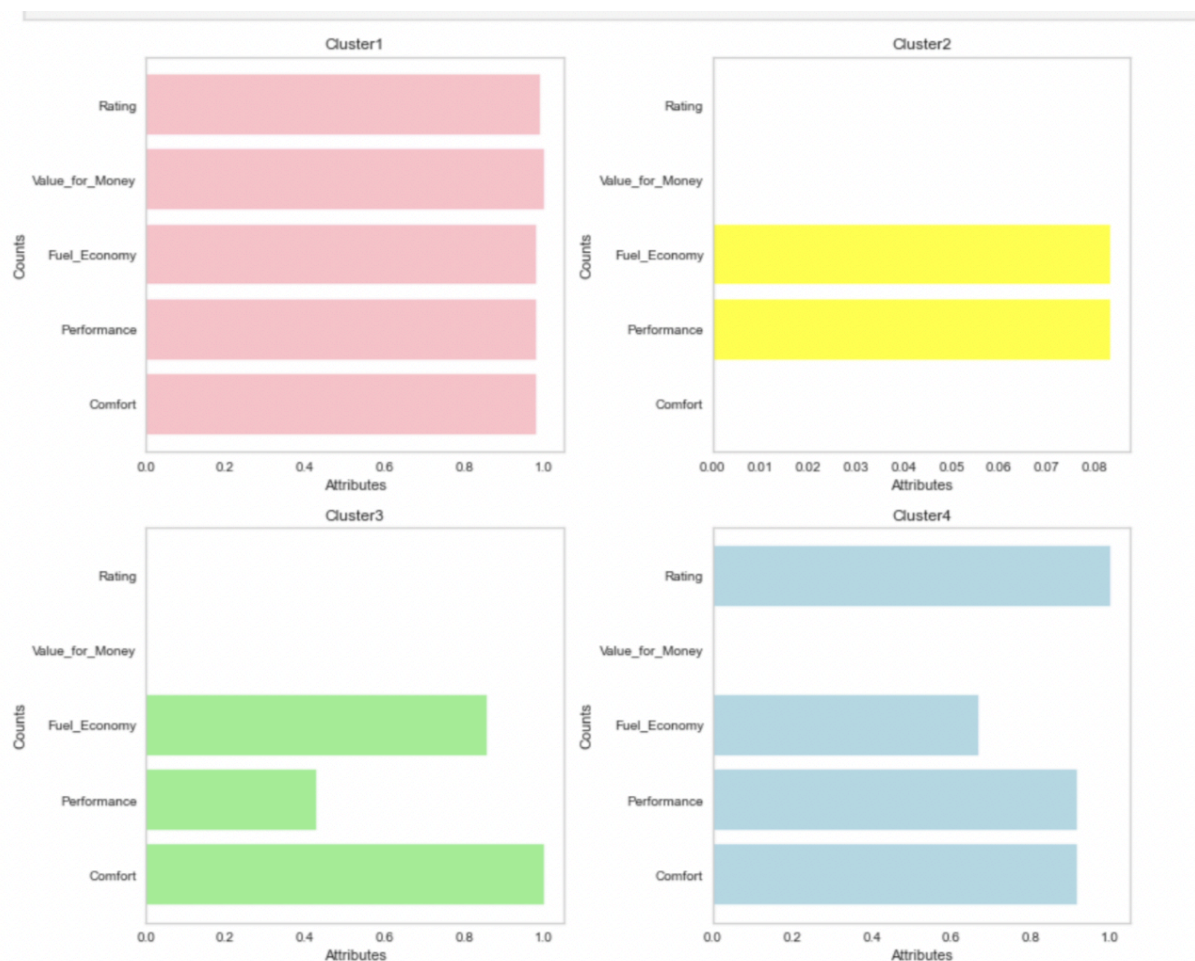 Cluster1
Rating
Value_for_Money
Fuel_Economy
Performance
Comfort
Counts
0.0 0.2 0.4 0.6 0.8 1.0
Attributes
Cluster2
Rating
Value_for_Money
Fuel_Economy
Performance
Comfort
Counts
0.00 0.01 0.02 0.03 0.04 0.05 0.06 0.07 0.08
Attributes
Cluster3
Rating
Value_for_Money
Fuel_Economy
Performance
Comfort
Counts
0.0 0.2 0.4 0.6 0.8 1.0
Attributes
Cluster4
Rating
Value_for_Money
Fuel_Economy
Performance
Comfort
Counts
0.0 0.2 0.4 0.6 0.8 1.0
Attributes